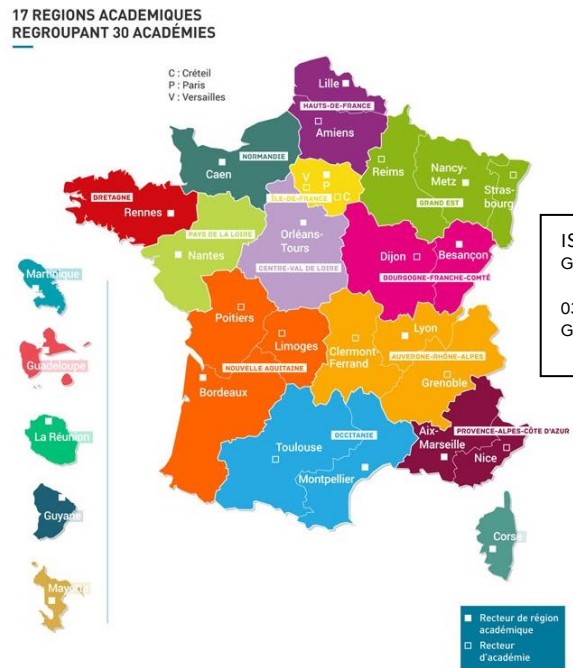 17 REGIONS ACADEMIQUES
REGROUPANT 30 ACADÉMIES
C : Créteil
P : Paris
V : Versailles
Lille
HAUTS-DE-FRANCE
Amiens
NORMANDIE
Caen
Reims
Nancy-
Metz
Stras-
bourg
GRAND EST
V
P
C
ÎLE-DE-FRANCE
BRETAGNE
Rennes
PAYS DE LA LOIRE
Nantes
Orléans-
Tours
CENTRE-VAL DE LOIRE
Dijon
Besançon
BOURGOGNE-FRANCHE-COMTÉ
Poitiers
Limoges
NOUVELLE AQUITAINE
Bordeaux
Clermont-
Ferrand
Lyon
AUVERGNE-RHÔNE-ALPES
Grenoble
Toulouse
OCCITANIE
Montpellier
PROVENCE-ALPES-CÔTE D'AZUR
Aix-
Marseille
Nice
Corse
Martinique
Guadeloupe
La Réunion
Guyane
Mayotte
IS
G
03
G
Recteur de région
académique
Recteur
d'académie